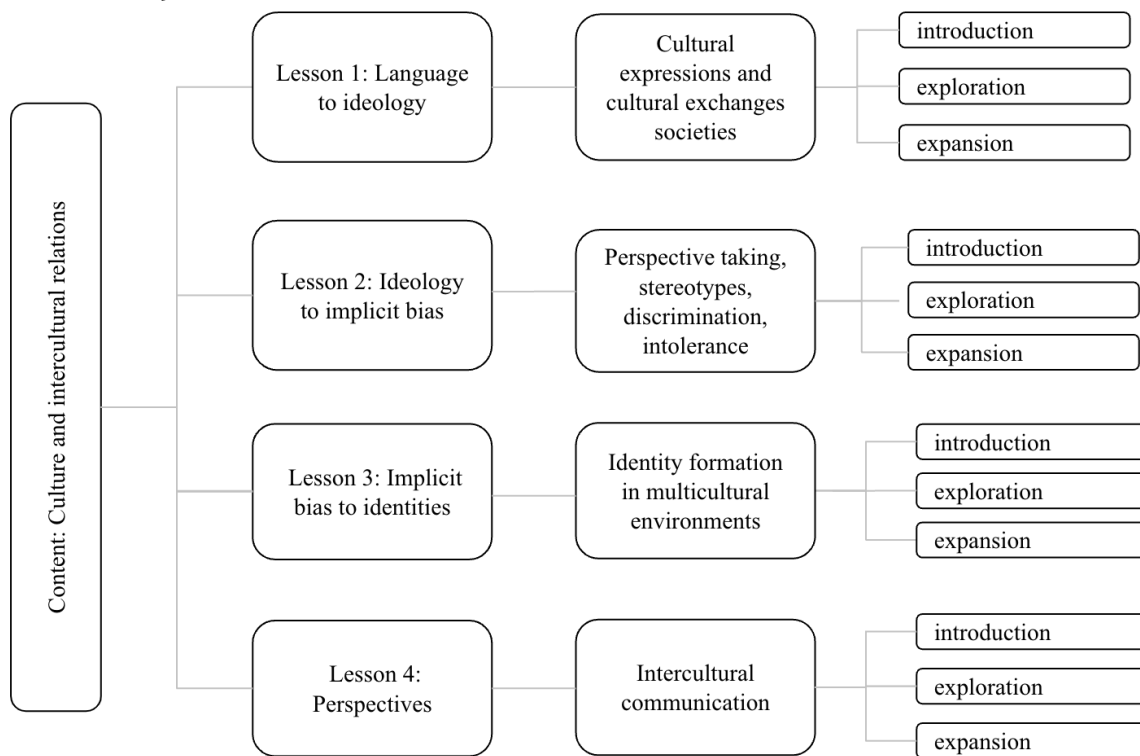 Content: Culture and intercultural relations
Lesson 1: Language
to ideology
Cultural
expressions and
cultural exchanges
societies
introduction
exploration
expansion
Lesson 2: Ideology
to implicit bias
Perspective taking,
stereotypes,
discrimination,
intolerance
introduction
exploration
expansion
Lesson 3: Implicit
bias to identities
Identity formation
in multicultural
environments
introduction
exploration
expansion
Lesson 4:
Perspectives
Intercultural
communication
introduction
exploration
expansion